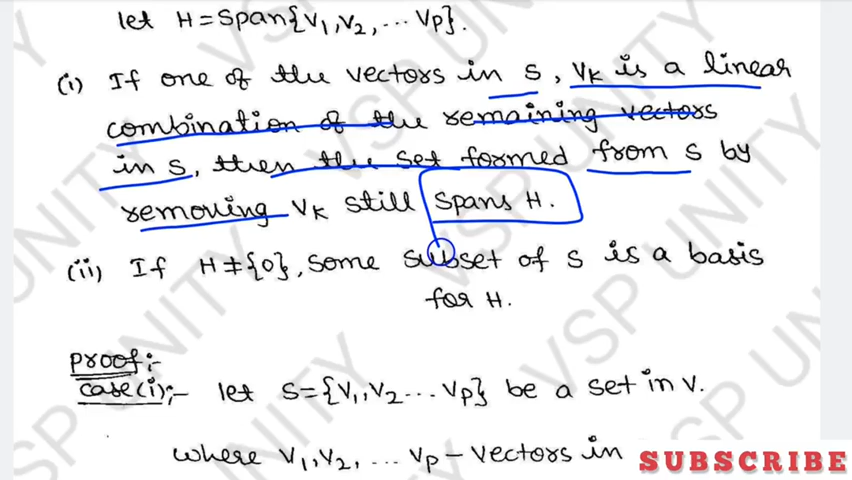 let H=Span{V1,V2,... Vp}.
(i) If one of the vectors in S, VK is a linear
combination of the remaining vectors
in S, then the set formed from S by
removing VK still spans H.
(ii) If H≠{0}, some subset of S is a basis
for H.
Proof:-
case(i):- let S={V1,V2... Vp} be a set in V.
where V1,V2,... Vp - vectors in
SUBSCRIBE
VSP UNITY